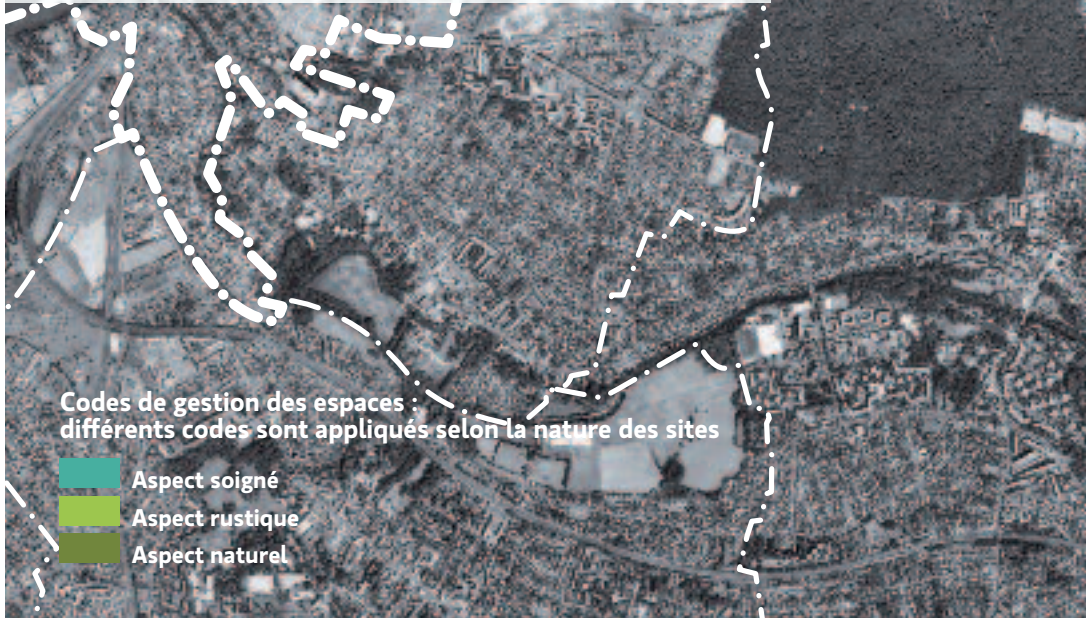 Codes de gestion des espaces :
différents codes sont appliqués selon la nature des sites
Aspect soigné
Aspect rustique
Aspect naturel